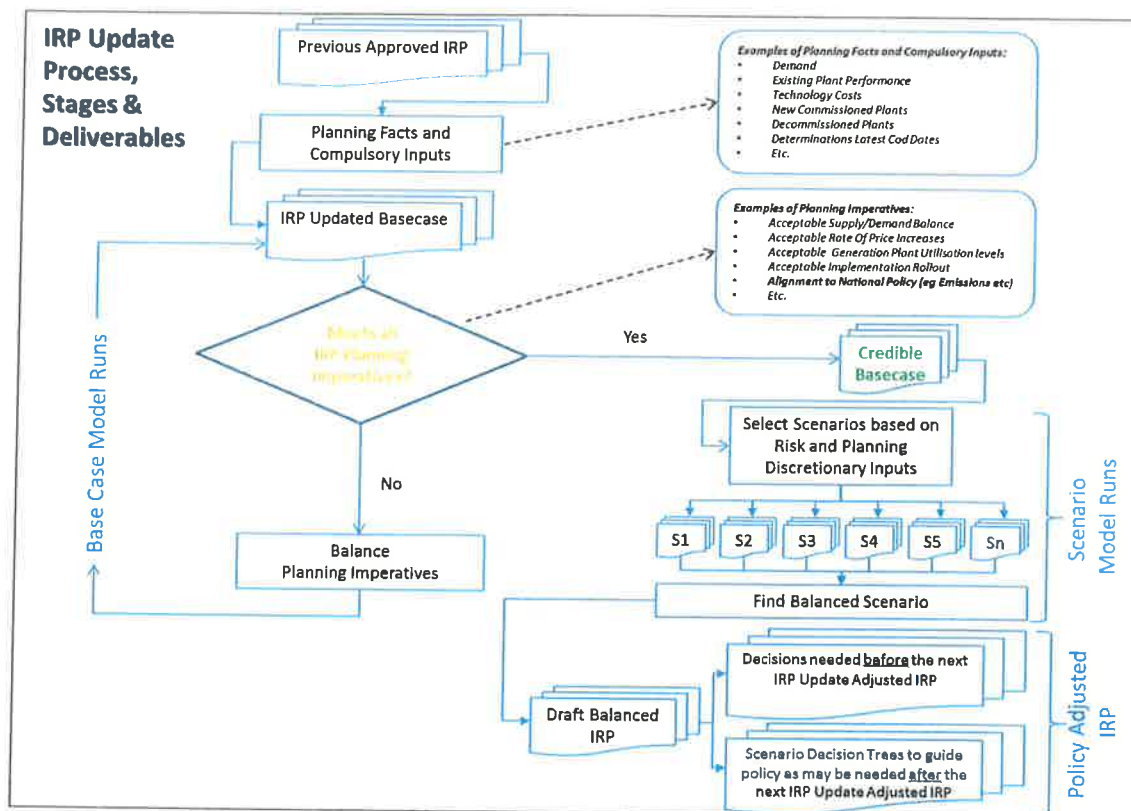 IRP Update
Process,
Stages &
Deliverables
Previous Approved IRP
Planning Facts and
Compulsory Inputs
IRP Updated Basecase
Meets all
IRP Planning
Imperatives?
Yes
No
Balance
Planning Imperatives
Base Case Model Runs
Examples of Planning Facts and Compulsory Inputs:
• Demand
• Existing Plant Performance
• Technology Costs
• New Commissioned Plants
• Decommissioned Plants
• Determinations Latest Cod Dates
• Etc.
Examples of Planning Imperatives:
• Acceptable Supply/Demand Balance
• Acceptable Rate Of Price Increases
• Acceptable Generation Plant Utilisation levels
• Acceptable Implementation Rollout
• Alignment to National Policy (eg Emissions etc)
• Etc.
Credible
Basecase
Select Scenarios based on
Risk and Planning
Discretionary Inputs
S1
S2
S3
S4
S5
Sn
Find Balanced Scenario
Scenario
Model Runs
Draft Balanced
IRP
Decisions needed before the next
IRP Update Adjusted IRP
Scenario Decision Trees to guide
policy as may be needed after the
next IRP Update Adjusted IRP
Policy Adjusted
IRP